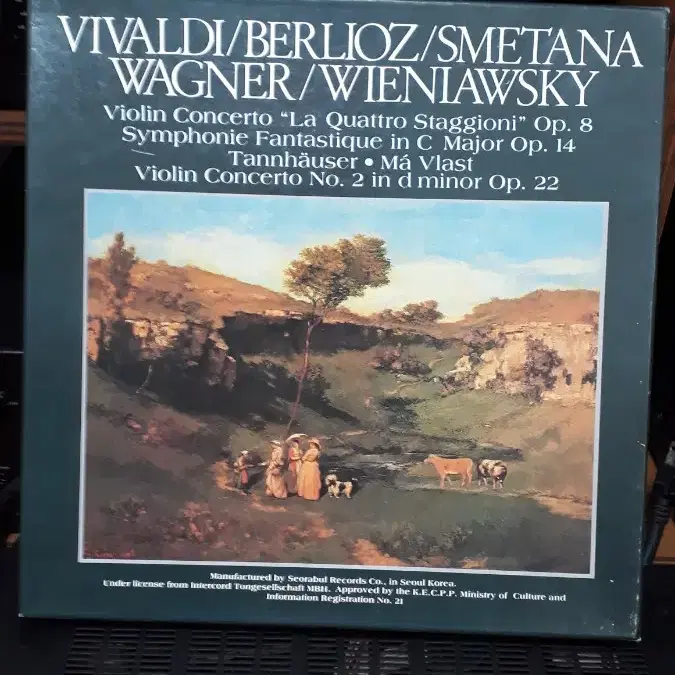 VIVALDI/BERLIOZ/SMETANA
WAGNER/WIENIAWSKY
Violin Concerto “La Quattro Staggioni” Op. 8
Symphonie Fantastique in C Major Op. 14
Tannhäuser • Má Vlast
Violin Concerto No. 2 in d minor Op. 22
Manufactured by Seorabul Records Co., in Seoul Korea.
Under license from Intercord Tongesellschaft MBH. Approved by the K.E.C.P.P. Ministry of Culture and
Information Registration No. 21